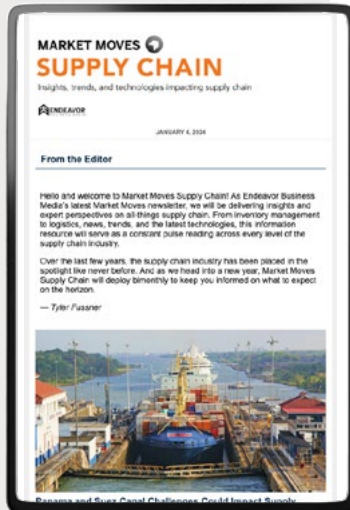 MARKET MOVES
SUPPLY CHAIN
Insights, trends, and technologies impacting supply chain
ENDEAVOR
JANUARY 4, 2024
From the Editor
Hello and welcome to Market Moves Supply Chain! As Endeavor Business
Media's latest Market Moves newsletter, we will be delivering insights and
expert perspectives on all-things supply chain. From inventory management
to logistics, news, trends, and the latest technologies, this information
resource will serve as a constant pulse reading across every level of the
supply chain industry.
Over the last few years, the supply chain industry has been placed in the
spotlight like never before. And as we head into a new year, Market Moves
Supply Chain will deploy bimonthly to keep you informed on what to expect
on the horizon.
— Tyler Fussner
Panama and Suez Canal Challenges Could Impact Supply